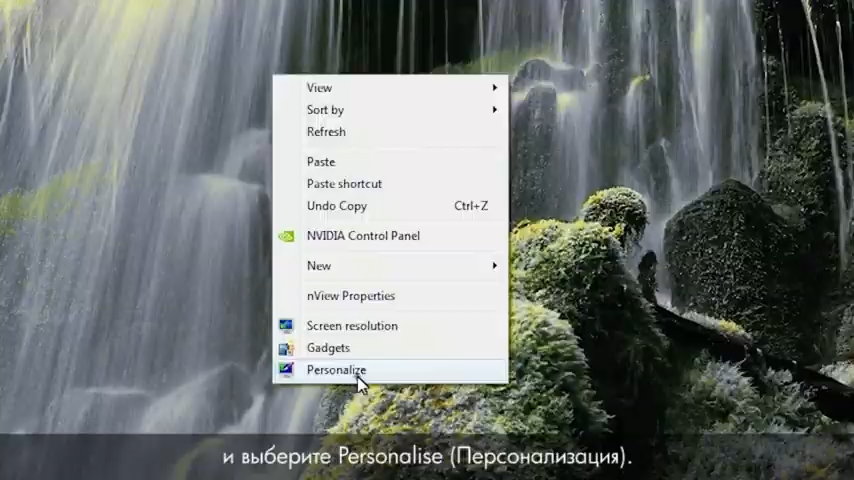 View
Sort by
Refresh
Paste
Paste shortcut
Undo Copy Ctrl+Z
NVIDIA Control Panel
New
nView Properties
Screen resolution
Gadgets
Personalize
и выберите Personalise (Персонализация).